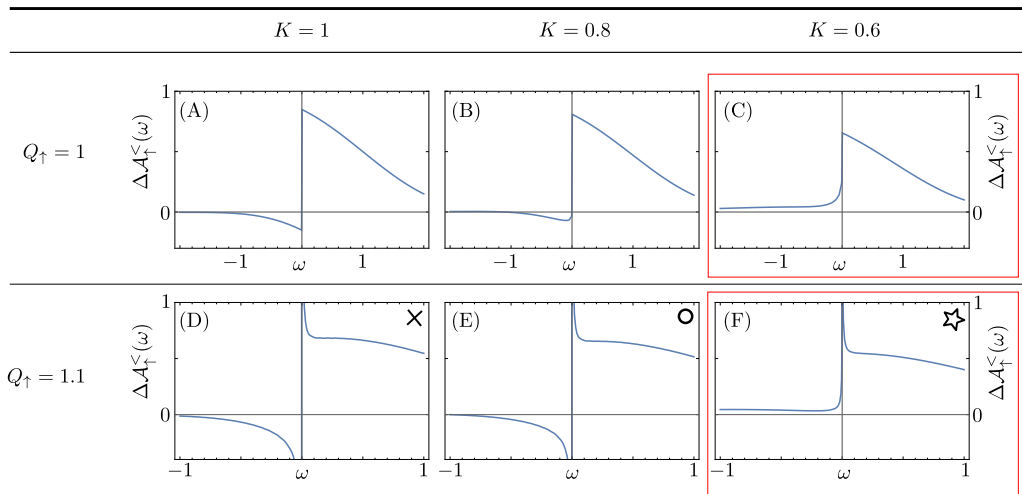 K = 1 K = 0.8 K = 0.6
Q↑ = 1
ΔA↑<(ω)
1
0
(A)
−1 ω 1
(B)
−1 ω 1
(C)
−1 ω 1
1
0
ΔA↑<(ω)
Q↑ = 1.1
ΔA↑<(ω)
1
0
(D)
−1 ω 1
(E)
−1 ω 1
(F)
−1 ω 1
1
0
ΔA↑<(ω)